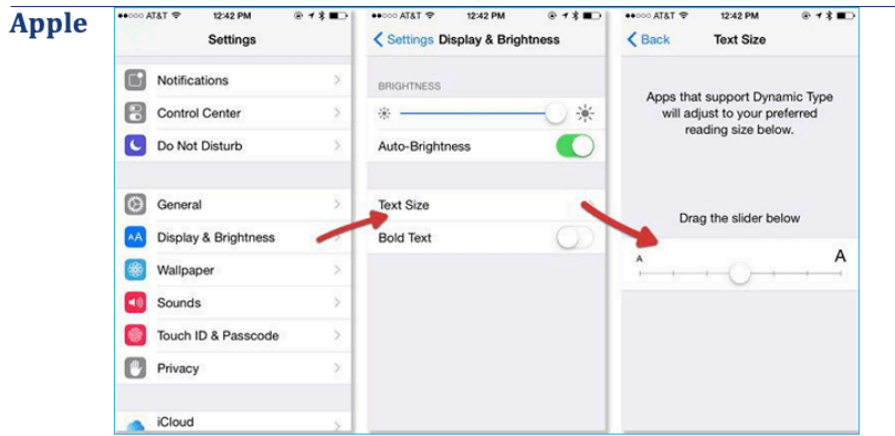 Apple
AT&T 12:42 PM
Settings
Notifications
Control Center
Do Not Disturb
General
AA Display & Brightness
Wallpaper
Sounds
Touch ID & Passcode
Privacy
iCloud
AT&T 12:42 PM
Settings Display & Brightness
BRIGHTNESS
Auto-Brightness
Text Size
Bold Text
AT&T 12:42 PM
Back Text Size
Apps that support Dynamic Type
will adjust to your preferred
reading size below.
Drag the slider below
A A